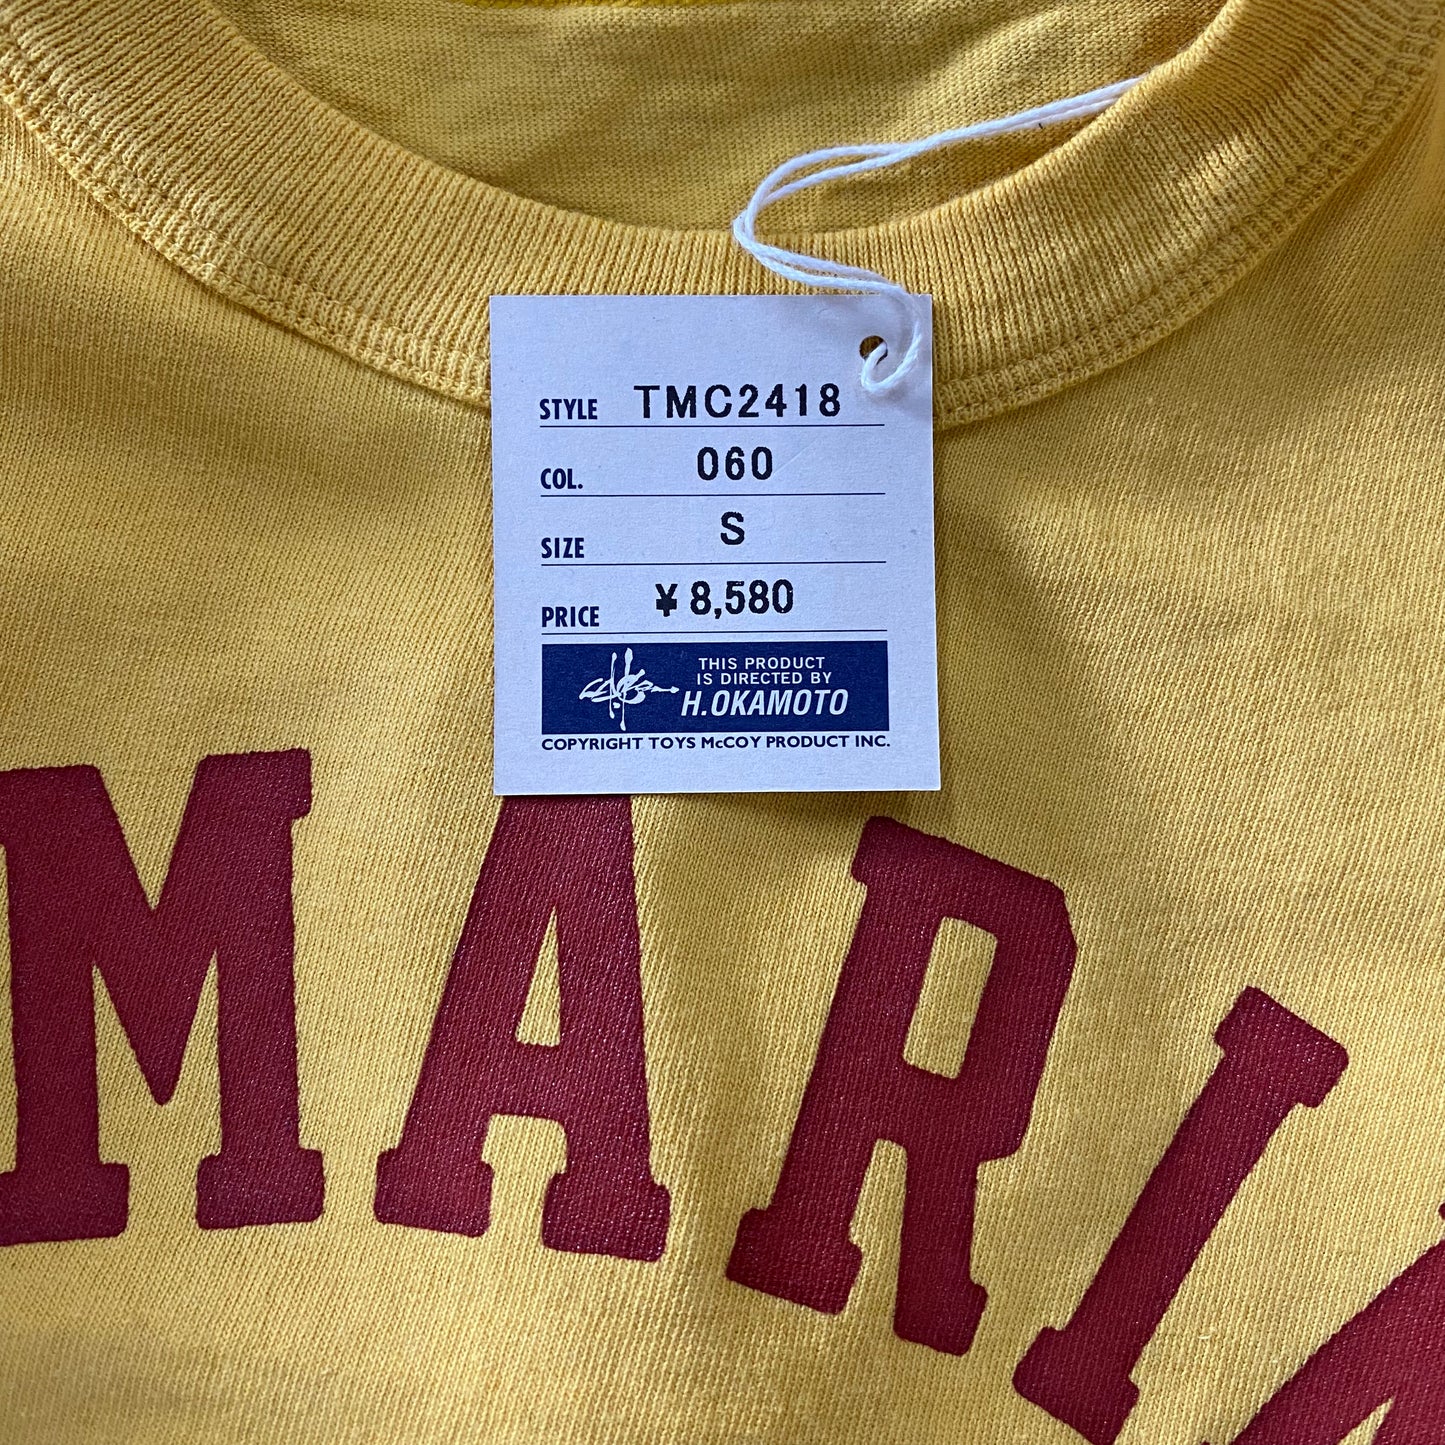 STYLE TMC2418
COL. 060
SIZE S
PRICE ¥8,580
THIS PRODUCT
IS DIRECTED BY
H.OKAMOTO
COPYRIGHT TOYS McCOY PRODUCT INC.
MARI